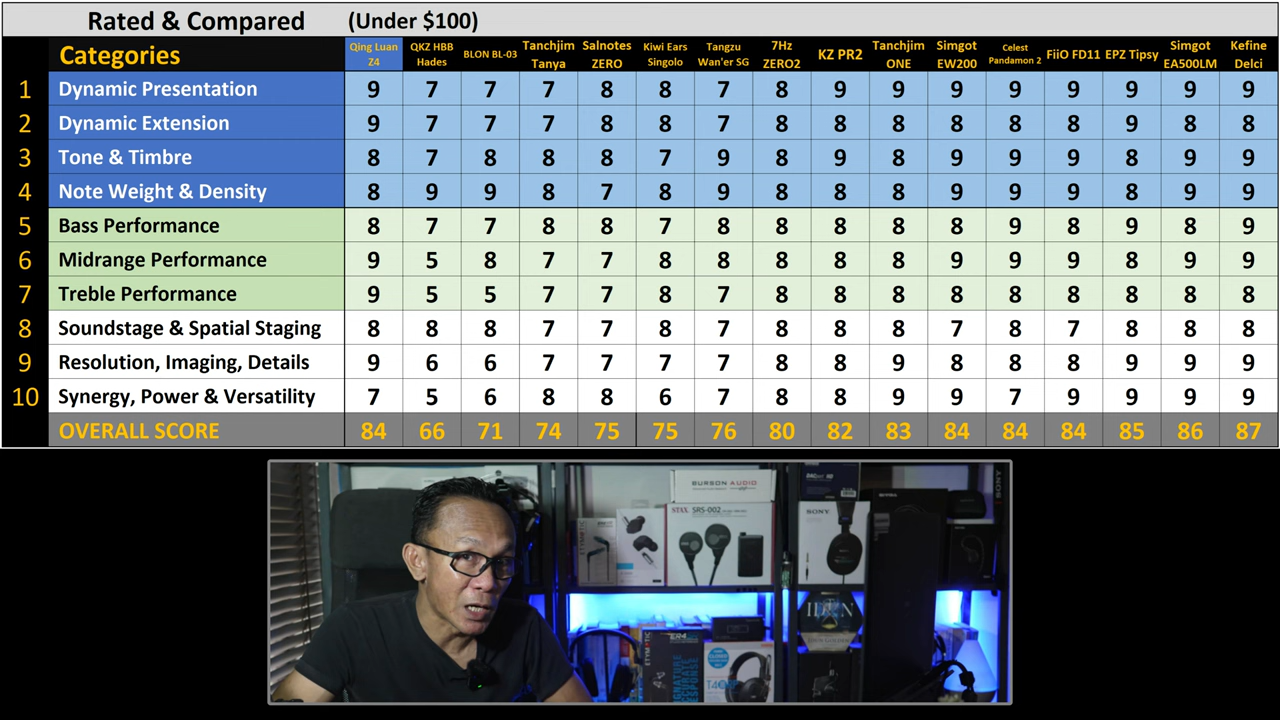 Rated & Compared (Under $100)
Categories Qing Luan Z4 QKZ HBB Hades BLON BL-03 Tanchjim Tanya Salnotes ZERO Kiwi Ears Singolo Tangzu Wan'er SG 7Hz ZERO2 KZ PR2 Tanchjim ONE Simgot EW200 Celest Pandamon 2 FiiO FD11 EPZ Tipsy Simgot EA500LM Kefine Delci
1 Dynamic Presentation 9 7 7 7 8 8 7 8 9 9 9 9 9 9 9 9
2 Dynamic Extension 9 7 7 7 8 8 7 8 8 8 8 8 8 9 8 8
3 Tone & Timbre 8 7 8 8 8 7 9 8 9 8 9 9 9 8 9 9
4 Note Weight & Density 8 9 9 8 7 8 9 8 8 8 9 9 9 8 9 9
5 Bass Performance 8 7 7 8 8 7 8 8 8 8 8 9 8 9 8 9
6 Midrange Performance 9 5 8 7 7 8 8 8 8 8 9 9 9 8 9 9
7 Treble Performance 9 5 5 7 7 8 7 8 8 8 8 8 8 8 8 8
8 Soundstage & Spatial Staging 8 8 8 7 7 8 7 8 8 8 7 8 7 8 8 8
9 Resolution, Imaging, Details 9 6 6 7 7 7 7 8 8 9 8 8 8 9 9 9
10 Synergy, Power & Versatility 7 5 6 8 8 6 7 8 8 9 9 7 9 9 9 9
OVERALL SCORE 84 66 71 74 75 75 76 80 82 83 84 84 84 85 86 87
BURSON AUDIO
STAX SRS-002
SONY
SONY
ETYMOTIC
ETYMOTIC
ER4
SIGNATURE
RESPONSE
T4